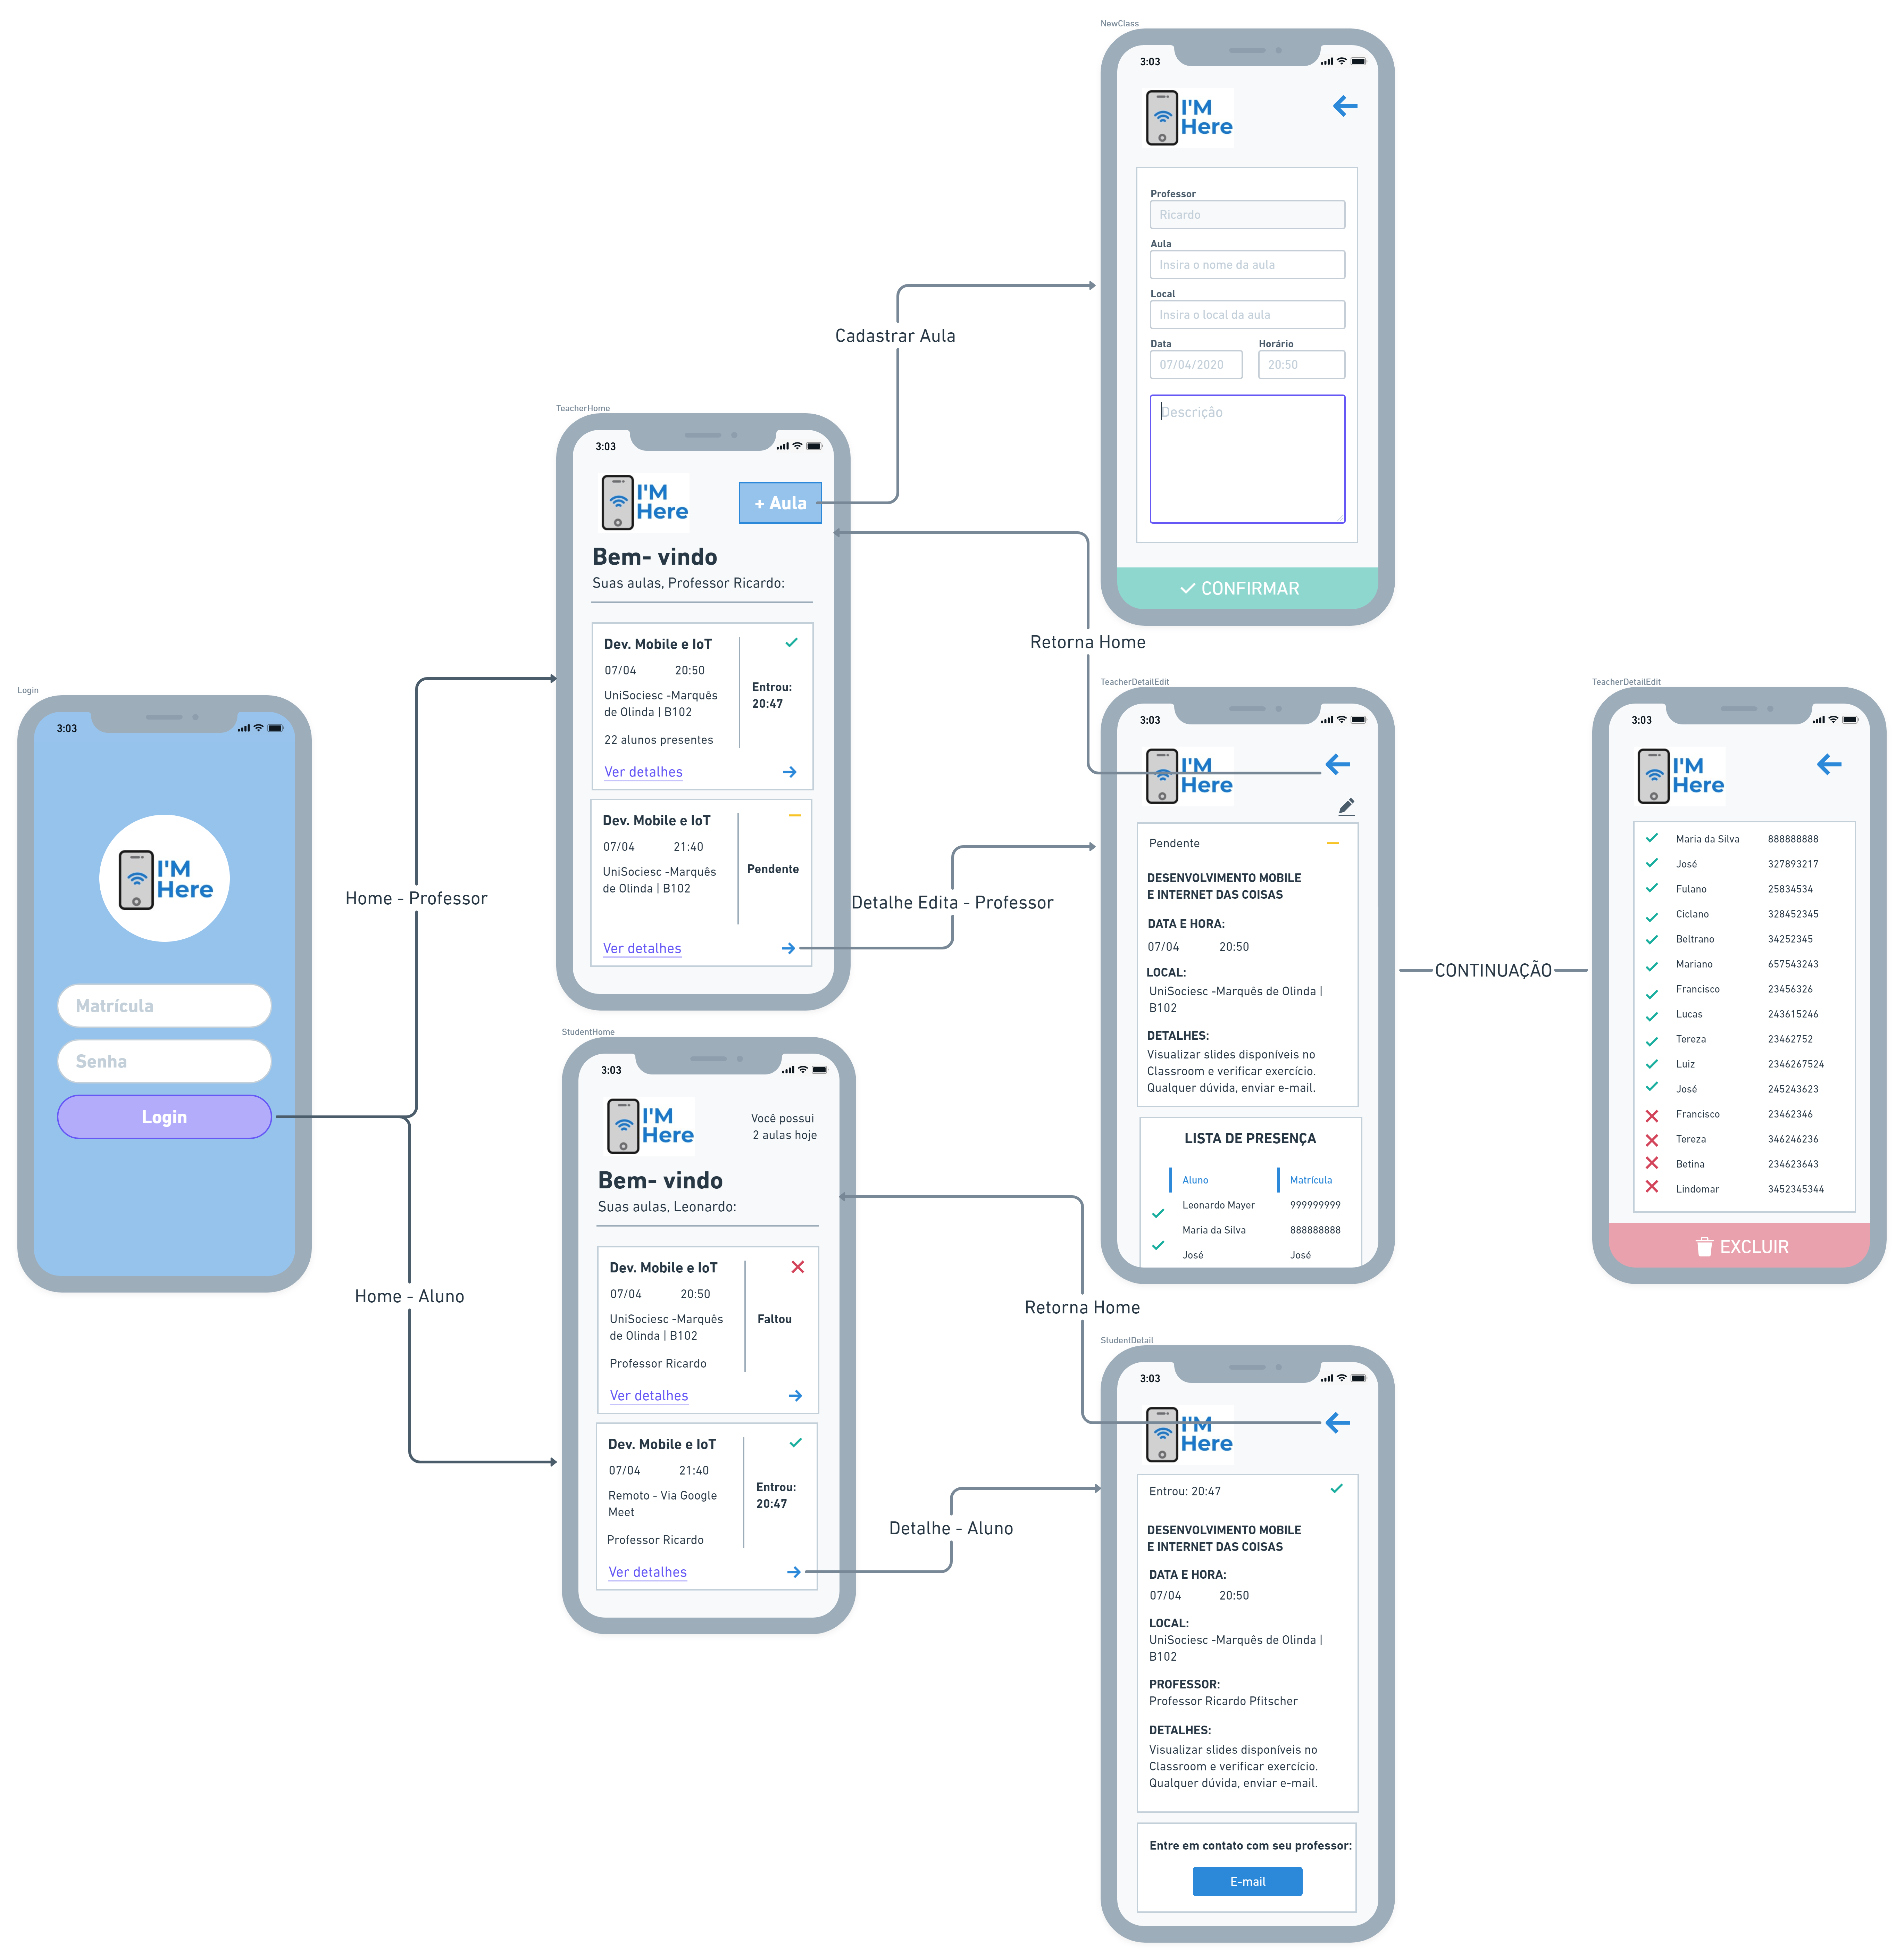 NewClass
3:03
I'M
Here
Professor
Ricardo
Aula
Insira o nome da aula
Local
Insira o local da aula
Data
Horário
07/04/2020
20:50
Descrição
CONFIRMAR
Cadastrar Aula
TeacherHome
3:03
I'M
Here
+ Aula
Bem- vindo
Suas aulas, Professor Ricardo:
Dev. Mobile e IoT
07/04
20:50
Entrou:
20:47
UniSociesc -Marquês
de Olinda | B102
22 alunos presentes
Ver detalhes
Dev. Mobile e IoT
07/04
21:40
Pendente
UniSociesc -Marquês
de Olinda | B102
Ver detalhes
Retorna Home
Login
3:03
I'M
Here
Matrícula
Senha
Login
Home - Professor
Home - Aluno
Detalhe Edita - Professor
TeacherDetailEdit
3:03
I'M
Here
Pendente
DESENVOLVIMENTO MOBILE
E INTERNET DAS COISAS
DATA E HORA:
07/04
20:50
LOCAL:
UniSociesc -Marquês de Olinda |
B102
DETALHES:
Visualizar slides disponíveis no
Classroom e verificar exercício.
Qualquer dúvida, enviar e-mail.
LISTA DE PRESENÇA
Aluno
Matrícula
Leonardo Mayer
999999999
Maria da Silva
888888888
José
José
CONTINUAÇÃO
TeacherDetailEdit
3:03
I'M
Here
Maria da Silva 888888888
José 327893217
Fulano 25834534
Ciclano 328452345
Beltrano 34252345
Mariano 657543243
Francisco 23456326
Lucas 243615246
Tereza 23462752
Luiz 2346267524
José 245243623
Francisco 23462346
Tereza 346246236
Betina 234623643
Lindomar 3452345344
EXCLUIR
StudentHome
3:03
I'M
Here
Você possui
2 aulas hoje
Bem- vindo
Suas aulas, Leonardo:
Dev. Mobile e IoT
07/04
20:50
Faltou
UniSociesc -Marquês
de Olinda | B102
Professor Ricardo
Ver detalhes
Dev. Mobile e IoT
07/04
21:40
Entrou:
20:47
Remoto - Via Google
Meet
Professor Ricardo
Ver detalhes
Retorna Home
Detalhe - Aluno
StudentDetail
3:03
I'M
Here
Entrou: 20:47
DESENVOLVIMENTO MOBILE
E INTERNET DAS COISAS
DATA E HORA:
07/04
20:50
LOCAL:
UniSociesc -Marquês de Olinda |
B102
PROFESSOR:
Professor Ricardo Pfitscher
DETALHES:
Visualizar slides disponíveis no
Classroom e verificar exercício.
Qualquer dúvida, enviar e-mail.
Entre em contato com seu professor:
E-mail